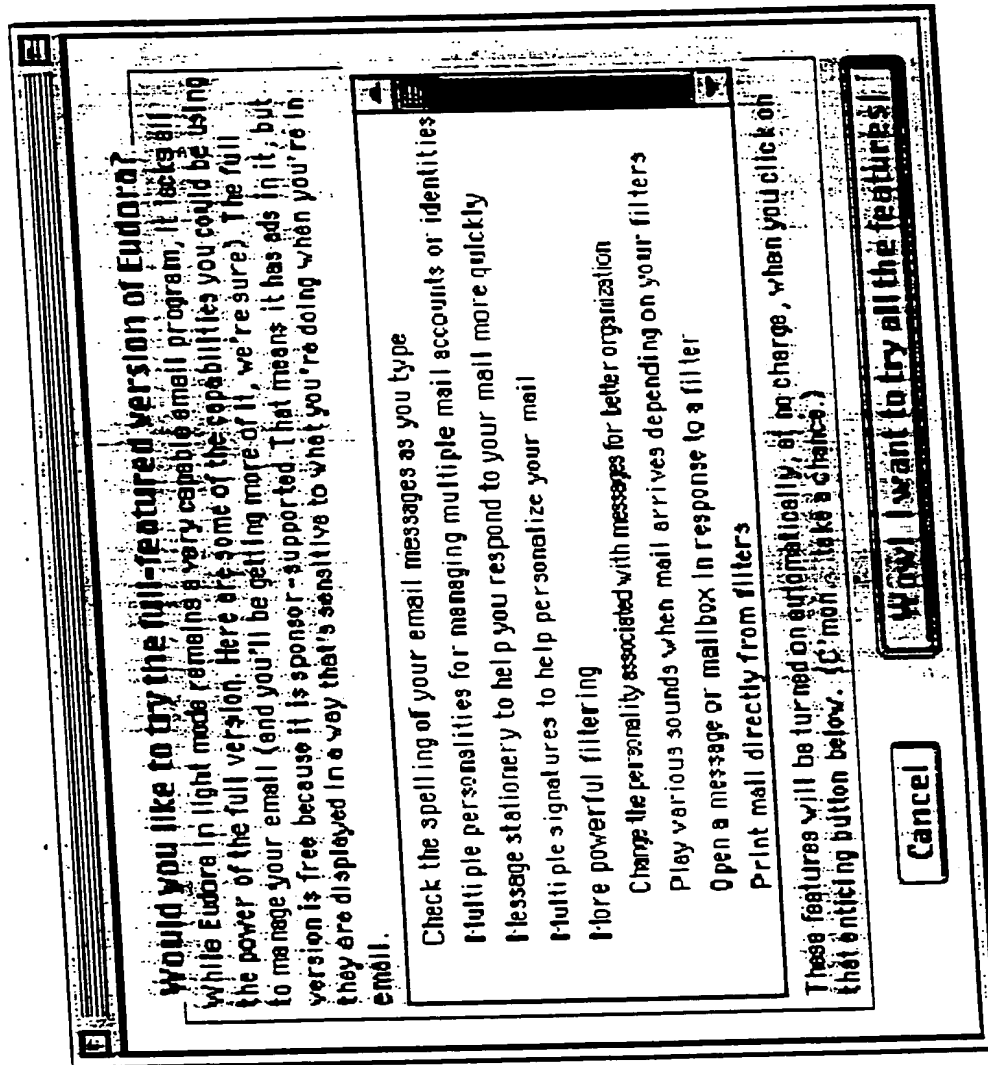 Would you like to try the full-featured version of Eudora?
While Eudora in light mode remains a very capable email program, it lacks all
the power of the full version. Here are some of the capabilities you could be using
to manage your email (and you'll be getting more of it, we're sure). The full
version is free because it is sponsor-supported. That means it has ads in it, but
they are displayed in a way that's sensitive to what you're doing when you're in
email.
Check the spelling of your email messages as you type
Multiple personalities for managing multiple mail accounts or identities
Message stationery to help you respond to your mail more quickly
Multiple signatures to help personalize your mail
More powerful filtering
Change the personality associated with messages for better organization
Play various sounds when mail arrives depending on your filters
Open a message or mailbox in response to a filter
Print mail directly from filters
These features will be turned on automatically, at no charge, when you click on
that enticing button below. (C'mon, take a chance.)
Cancel
Wow! I want to try all the features!